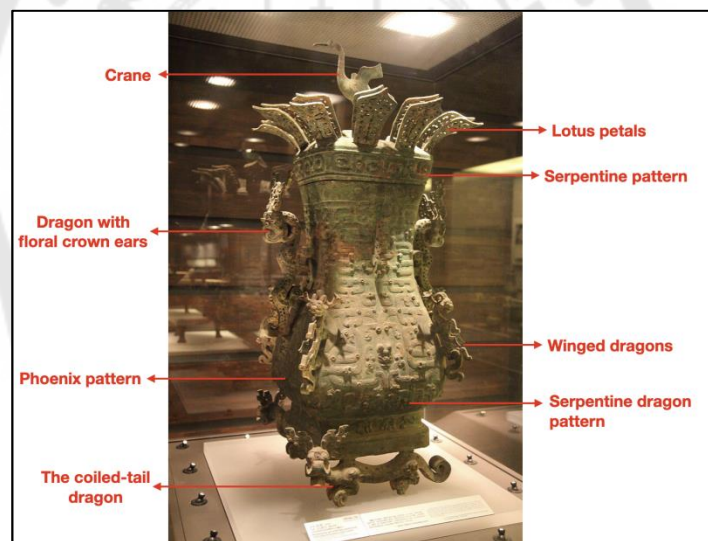 Crane
Lotus petals
Serpentine pattern
Dragon with
floral crown ears
Winged dragons
Phoenix pattern
Serpentine dragon
pattern
The coiled-tail
dragon